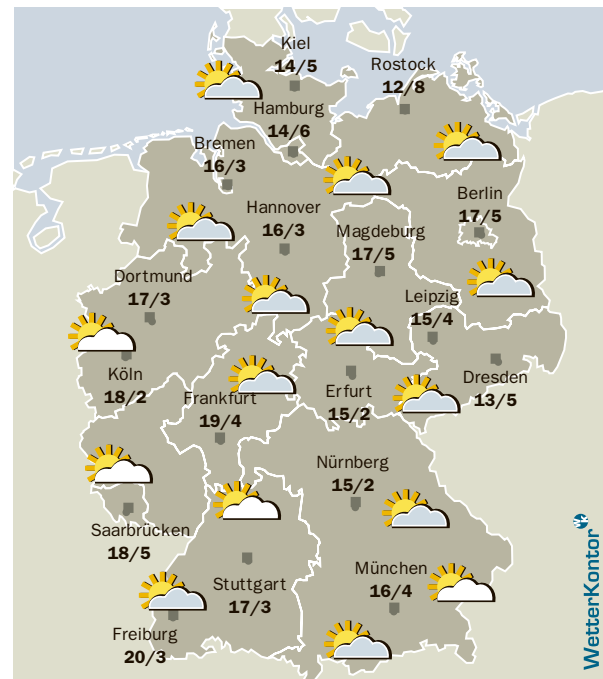 Kiel
14/5
Rostock
12/8
Hamburg
14/6
Bremen
16/3
Berlin
17/5
Hannover
16/3
Magdeburg
17/5
Dortmund
17/3
Leipzig
15/4
Köln
18/2
Frankfurt
19/4
Erfurt
15/2
Dresden
13/5
Nürnberg
15/2
Saarbrücken
18/5
Stuttgart
17/3
München
16/4
Freiburg
20/3
WetterKontor